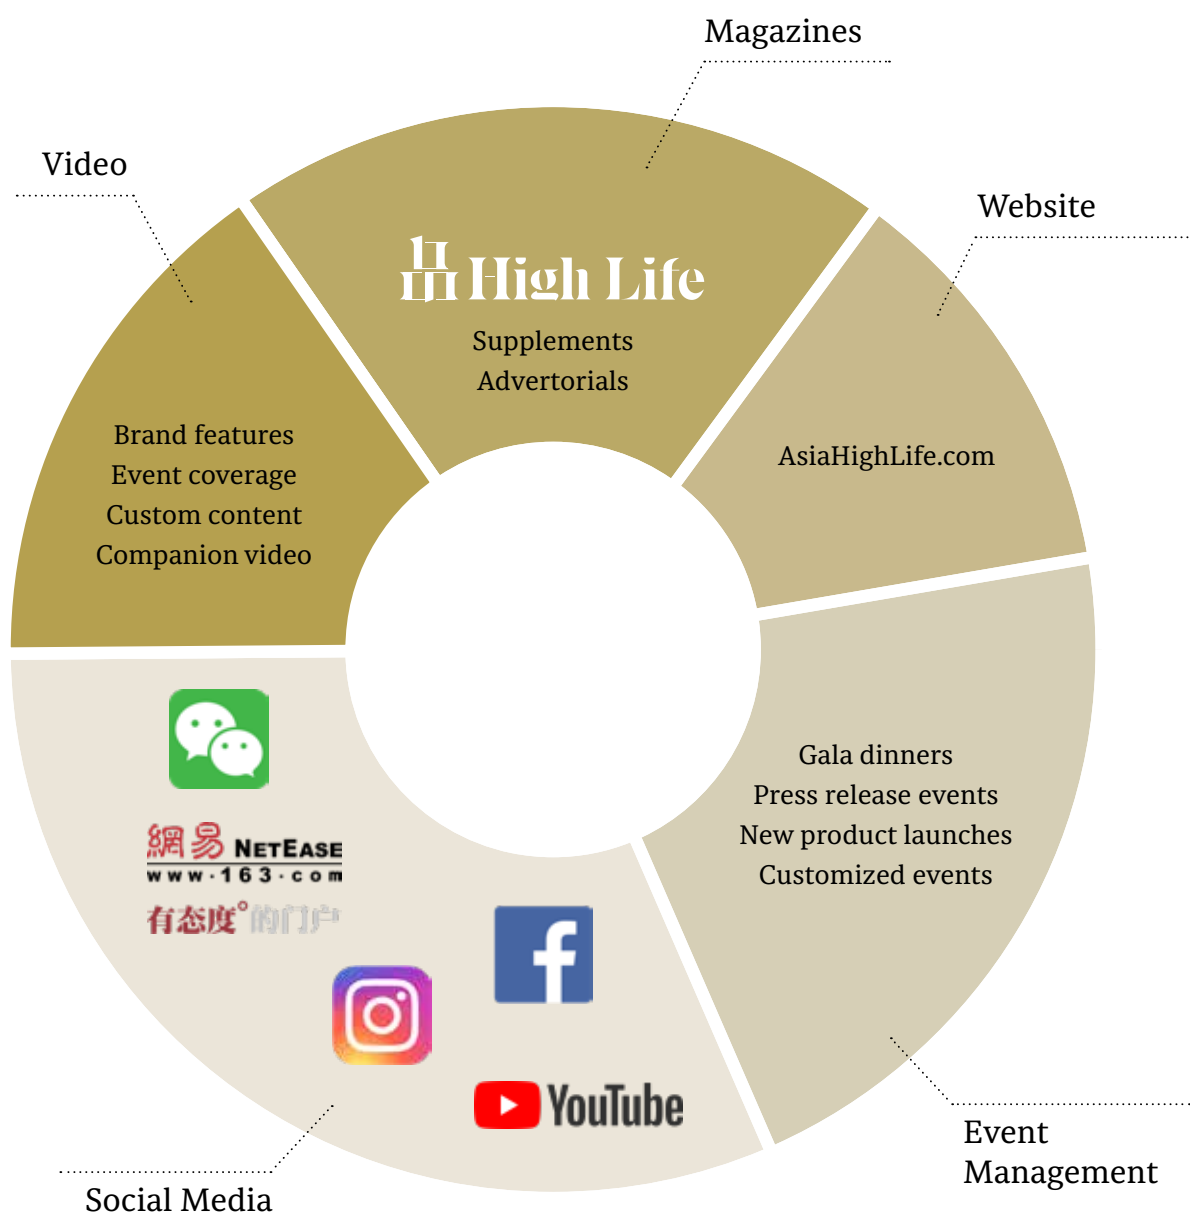 Magazines
Video
Website
High Life
Supplements
Advertorials
Brand features
Event coverage
Custom content
Companion video
AsiaHighLife.com
Gala dinners
Press release events
New product launches
Customized events
網易 NETEASE
www·163·com
有态度°的门户
f
YouTube
Event
Management
Social Media